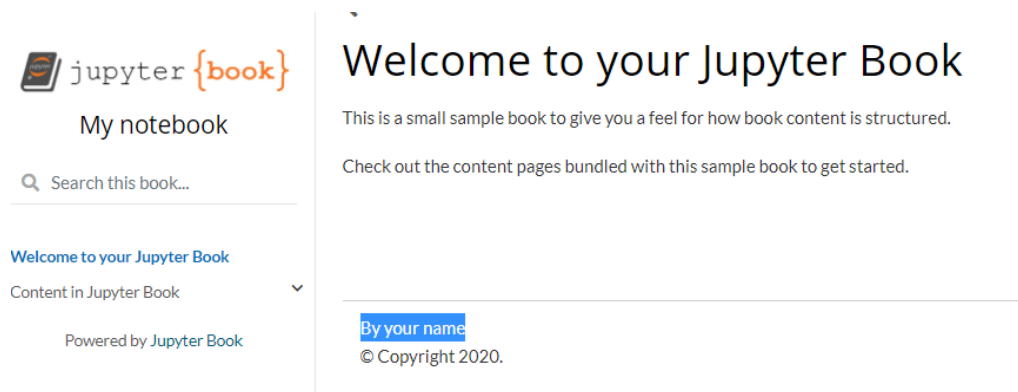 jupyter {book}
My notebook
Search this book...
Welcome to your Jupyter Book
Content in Jupyter Book
Powered by Jupyter Book
Welcome to your Jupyter Book
This is a small sample book to give you a feel for how book content is structured.
Check out the content pages bundled with this sample book to get started.
By your name
© Copyright 2020.